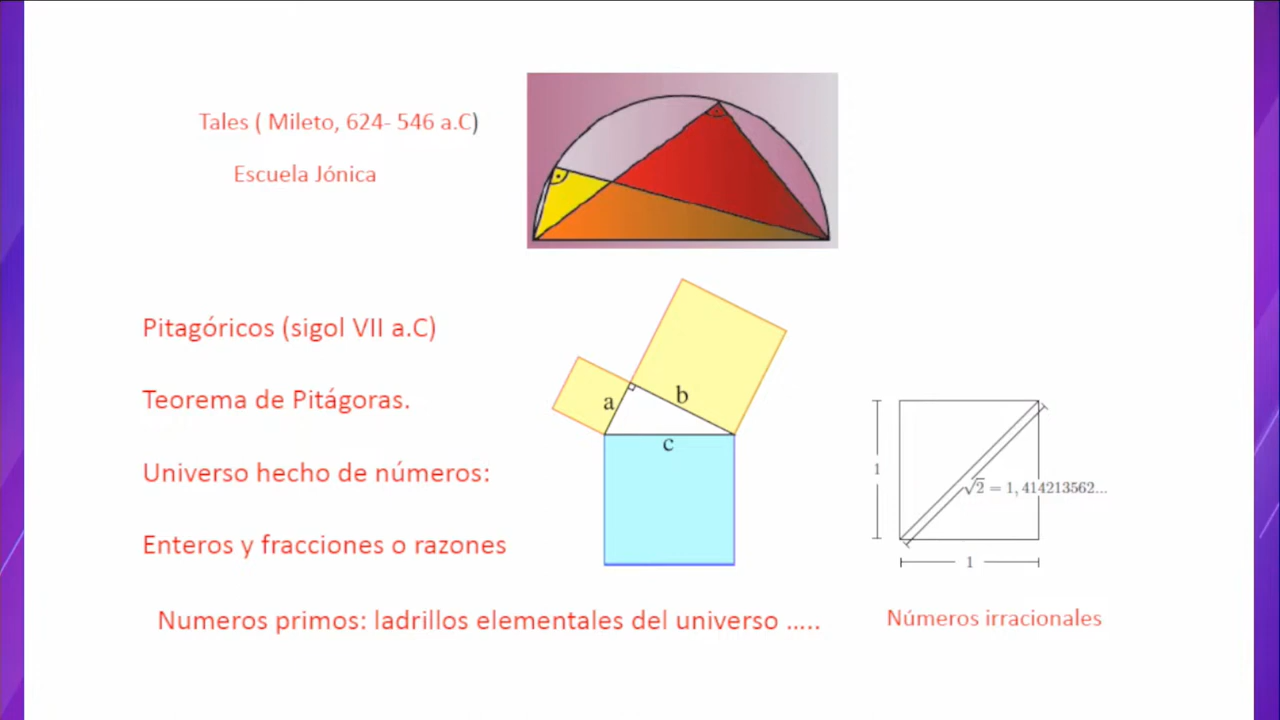 Tales ( Mileto, 624- 546 a.C)
Escuela Jónica
Pitagóricos (sigol VII a.C)
Teorema de Pitágoras.
Universo hecho de números:
Enteros y fracciones o razones
Numeros primos: ladrillos elementales del universo …..
a
b
c
1
√2 = 1, 414213562...
1
Números irracionales